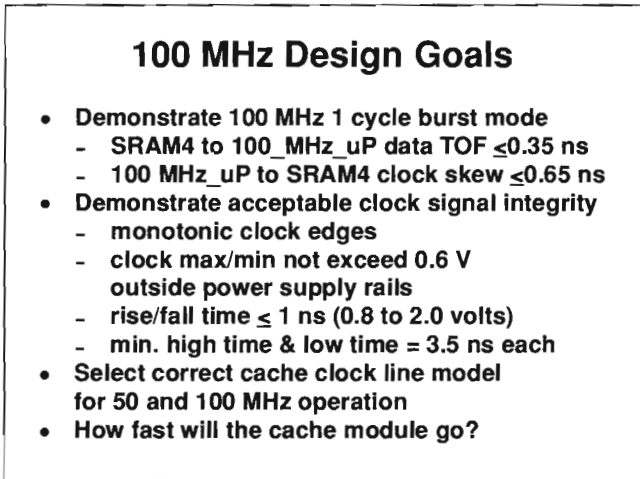 100 MHz Design Goals
• Demonstrate 100 MHz 1 cycle burst mode
- SRAM4 to 100_MHz_uP data TOF ≤0.35 ns
- 100 MHz_uP to SRAM4 clock skew ≤0.65 ns
• Demonstrate acceptable clock signal integrity
- monotonic clock edges
- clock max/min not exceed 0.6 V
outside power supply rails
- rise/fall time ≤ 1 ns (0.8 to 2.0 volts)
- min. high time & low time = 3.5 ns each
• Select correct cache clock line model
for 50 and 100 MHz operation
• How fast will the cache module go?